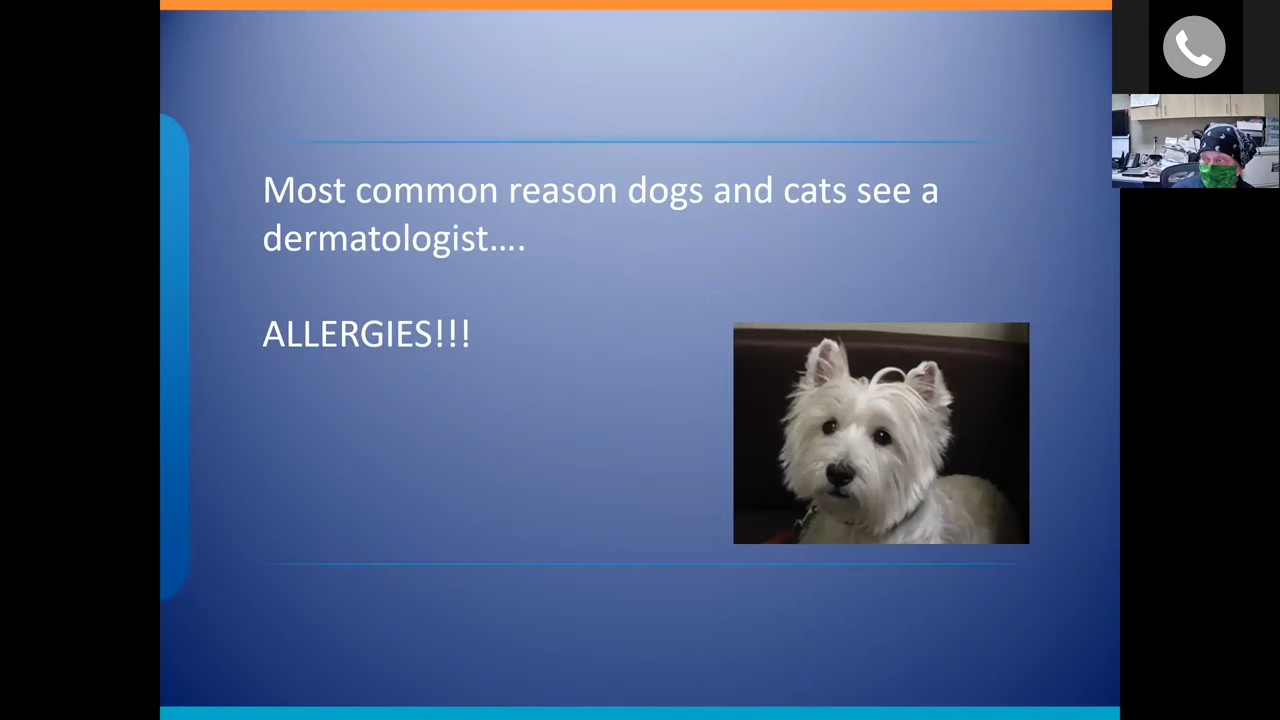 Most common reason dogs and cats see a
dermatologist….
ALLERGIES!!!